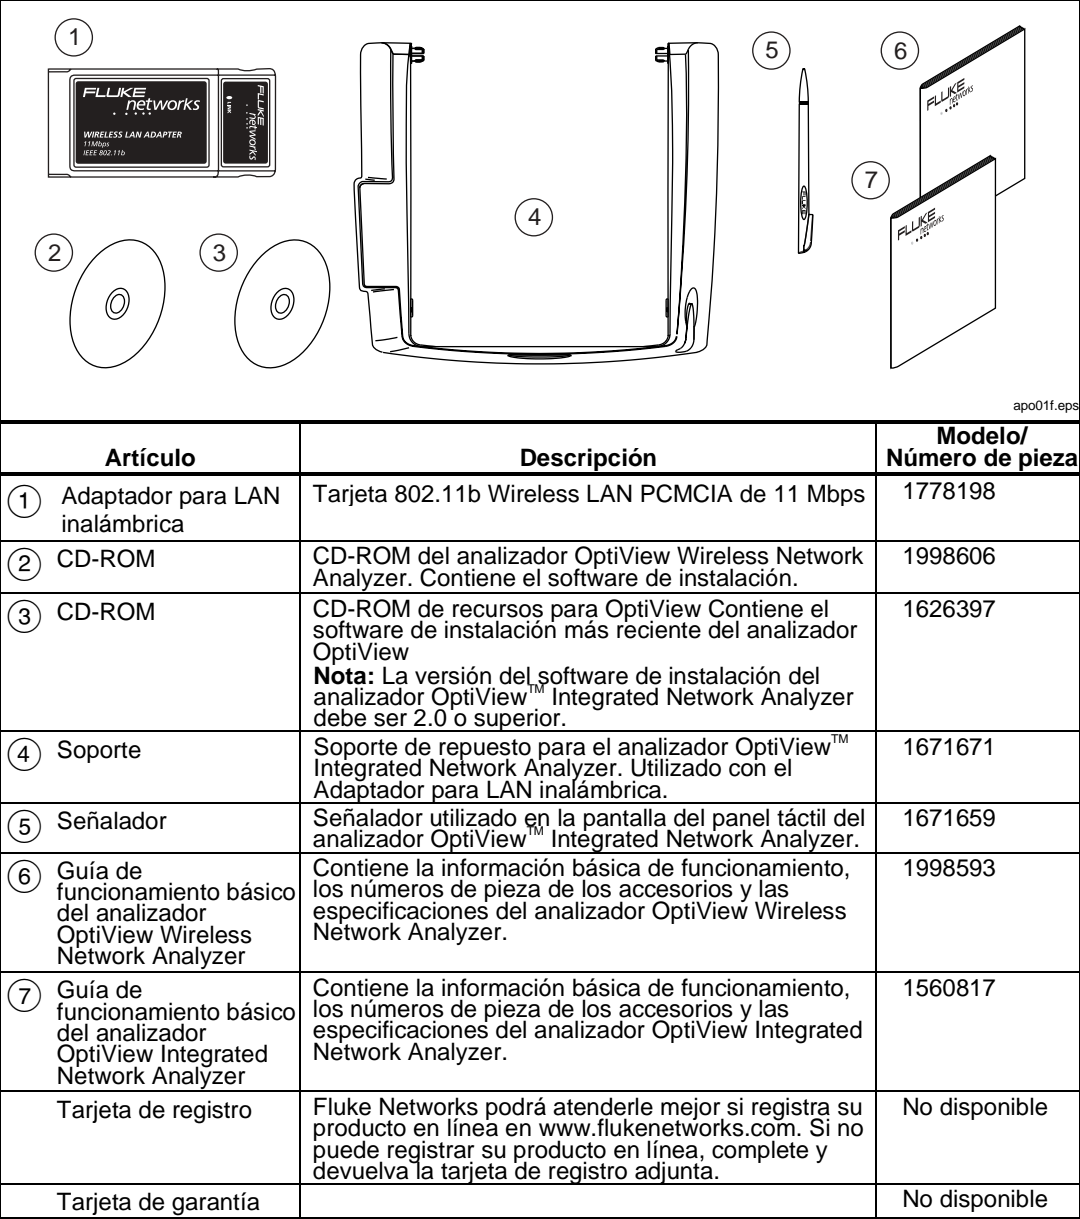 1
FLUKE
networks
WIRELESS LAN ADAPTER
11Mbps
IEEE 802.11b
LINK
FLUKE
networks
2
3
4
5
FLUKE
6
FLUKE
networks
7
FLUKE
networks
apo01f.eps
Artículo
Descripción
Modelo/
Número de pieza
1
Adaptador para LAN
inalámbrica
Tarjeta 802.11b Wireless LAN PCMCIA de 11 Mbps
1778198
2
CD-ROM
CD-ROM del analizador OptiView Wireless Network
Analyzer. Contiene el software de instalación.
1998606
3
CD-ROM
CD-ROM de recursos para OptiView Contiene el
software de instalación más reciente del analizador
OptiView
Nota: La versión del software de instalación del
analizador OptiView™ Integrated Network Analyzer
debe ser 2.0 o superior.
1626397
4
Soporte
Soporte de repuesto para el analizador OptiView™
Integrated Network Analyzer. Utilizado con el
Adaptador para LAN inalámbrica.
1671671
5
Señalador
Señalador utilizado en la pantalla del panel táctil del
analizador OptiView™ Integrated Network Analyzer.
1671659
6
Guía de
funcionamiento básico
del analizador
OptiView Wireless
Network Analyzer
Contiene la información básica de funcionamiento,
los números de pieza de los accesorios y las
especificaciones del analizador OptiView Wireless
Network Analyzer.
1998593
7
Guía de
funcionamiento básico
del analizador
OptiView Integrated
Network Analyzer
Contiene la información básica de funcionamiento,
los números de pieza de los accesorios y las
especificaciones del analizador OptiView Integrated
Network Analyzer.
1560817
Tarjeta de registro
Fluke Networks podrá atenderle mejor si registra su
producto en línea en www.flukenetworks.com. Si no
puede registrar su producto en línea, complete y
devuelva la tarjeta de registro adjunta.
No disponible
Tarjeta de garantía
No disponible